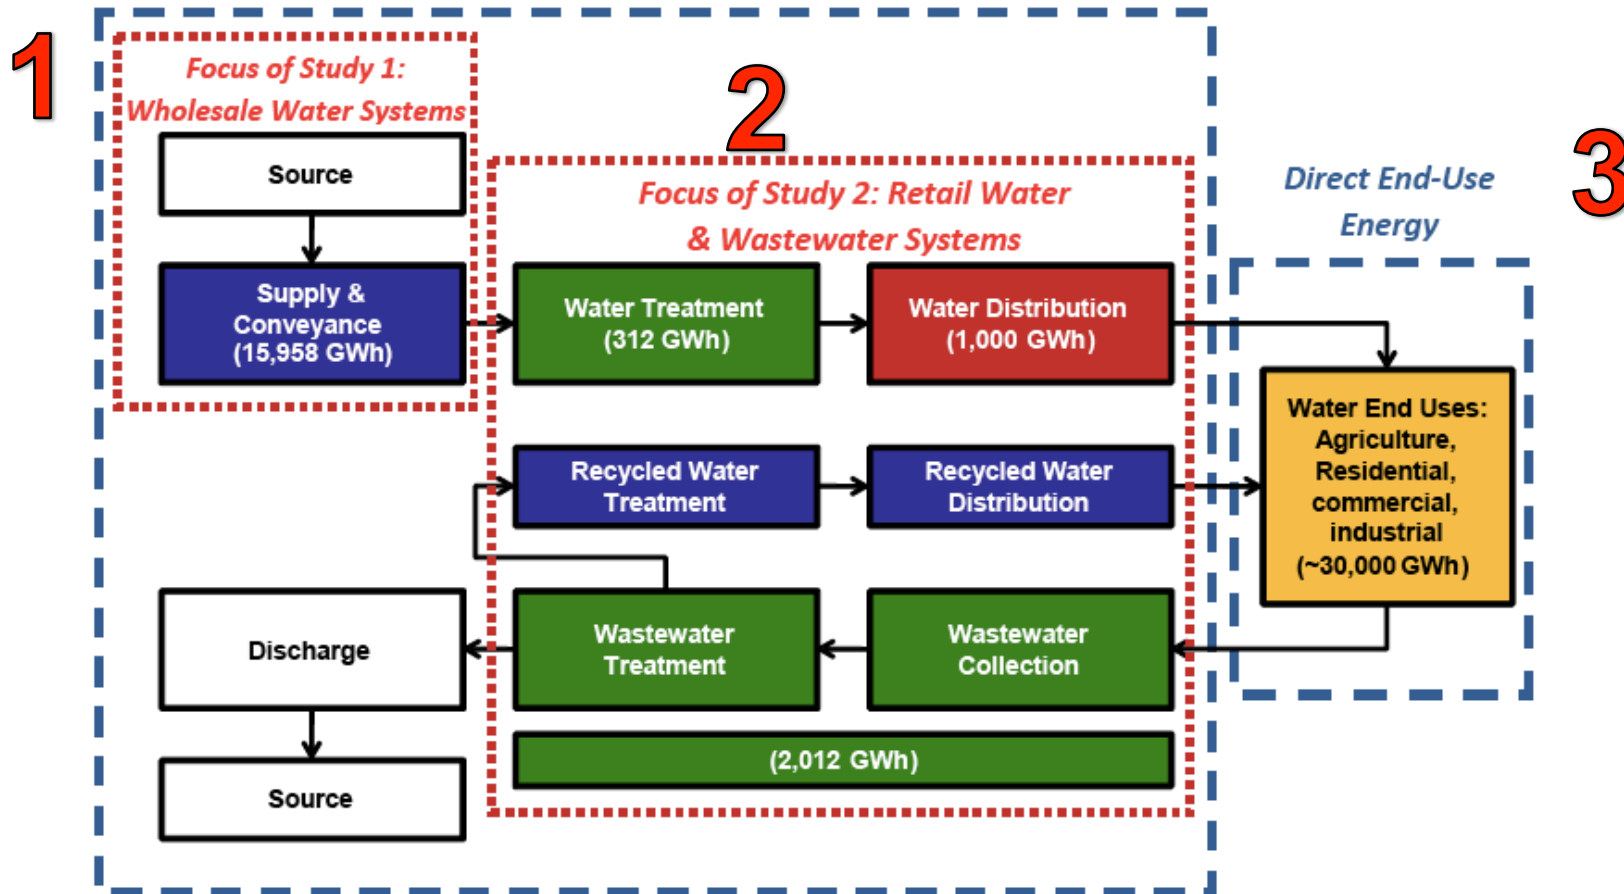 1
Focus of Study 1:
Wholesale Water Systems
Source
Supply &
Conveyance
(15,958 GWh)
2
Focus of Study 2: Retail Water
& Wastewater Systems
Water Treatment
(312 GWh)
Water Distribution
(1,000 GWh)
Recycled Water
Treatment
Recycled Water
Distribution
Wastewater
Treatment
Wastewater
Collection
(2,012 GWh)
Discharge
Source
3
Direct End-Use
Energy
Water End Uses:
Agriculture,
Residential,
commercial,
industrial
(~30,000 GWh)